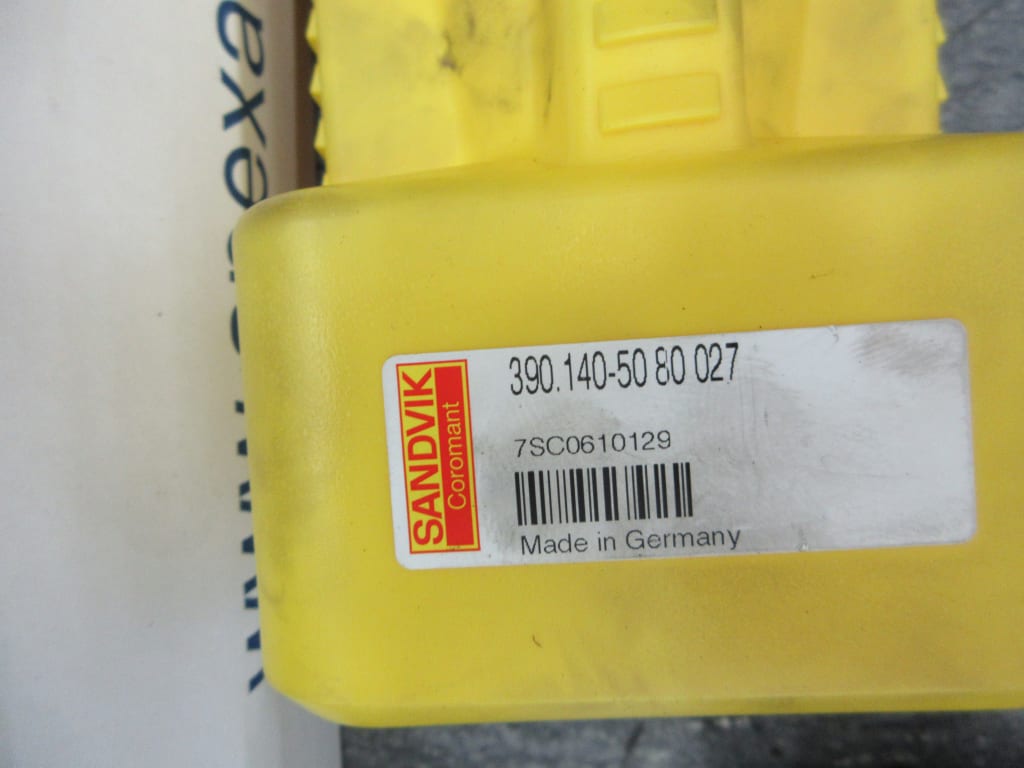 SANDVIK
Coromant
390.140-50 80 027
7SC0610129
Made in Germany